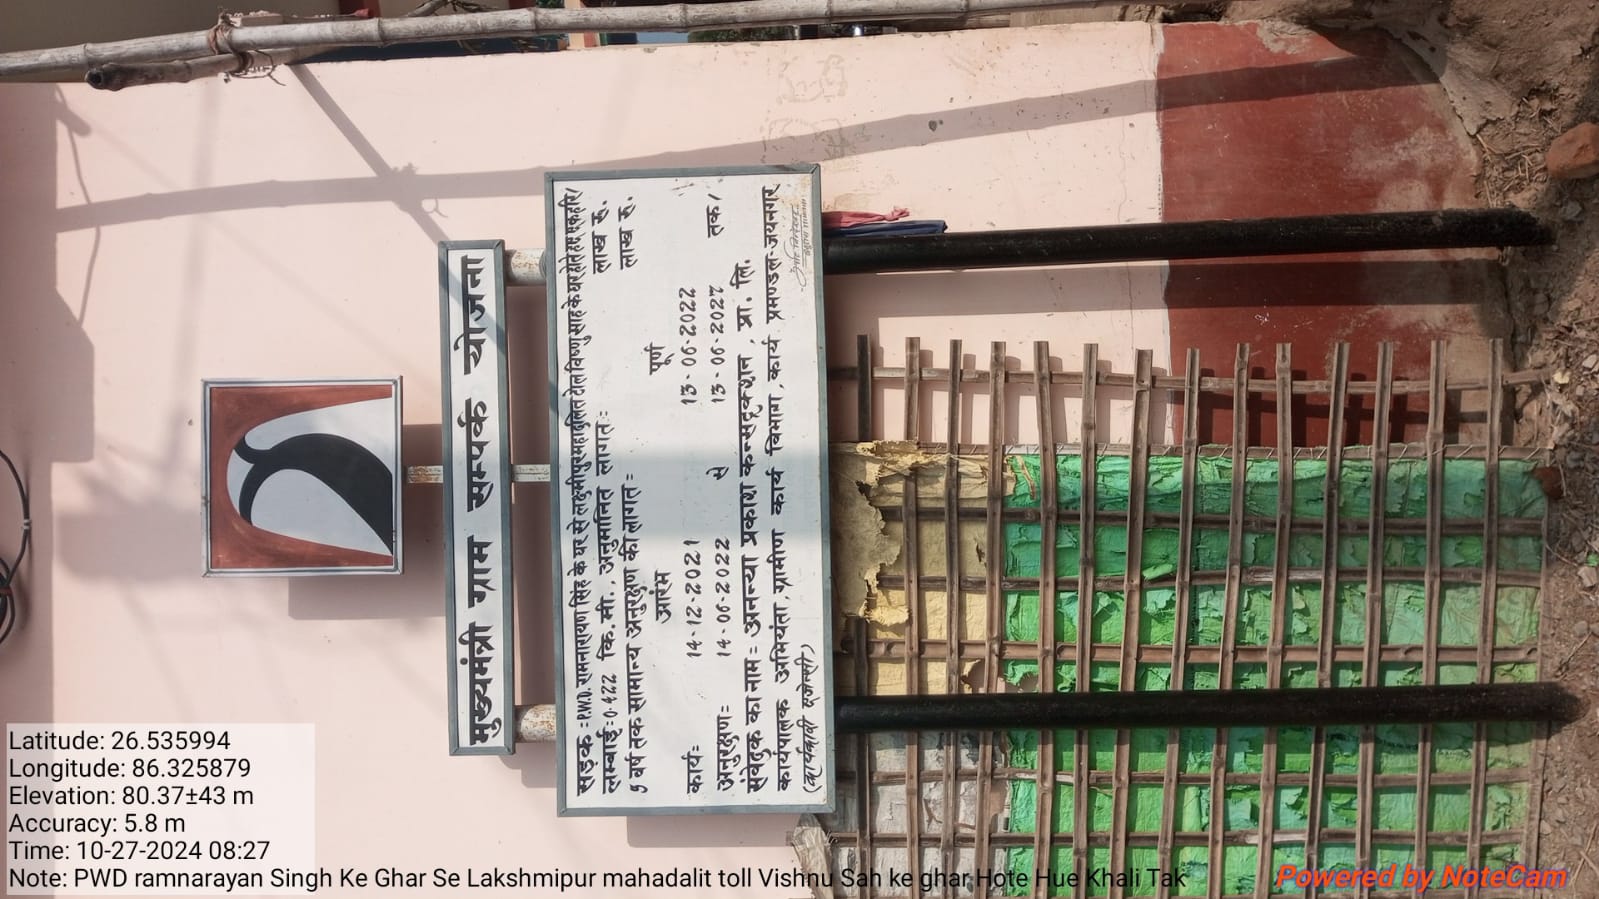 मुख्यमंत्री ग्राम सम्पर्क योजना
सड़क = P.W.D. रामनारायण सिंह के घर से लक्ष्मीपुर महादलित टोल विष्णु साह के घर होते हुए
लम्बाई = 0.422 कि. मी. , अनुमानित लागत := लाख रु.
५ वर्ष तक सामान्य अनुरक्षण की लागत = लाख रु.
आरंभ पूर्ण
कार्य = 14-12-2021 13-06-2022
अनुरक्षण = 14-06-2022 से 13-06-2027 तक/
संवेदक का नाम = अनन्या प्रकाश कन्सट्रक्शन , प्रा. लि.
कार्यपालक अभियंता , ग्रामीण कार्य विभाग , कार्य प्रमण्डल-जयनगर
(कार्यकारी एजेन्सी)
Latitude: 26.535994
Longitude: 86.325879
Elevation: 80.37±43 m
Accuracy: 5.8 m
Time: 10-27-2024 08:27
Note: PWD ramnarayan Singh Ke Ghar Se Lakshmipur mahadalit toll Vishnu Sah ke ghar Hote Hue Khali Tak
Powered by NoteCam